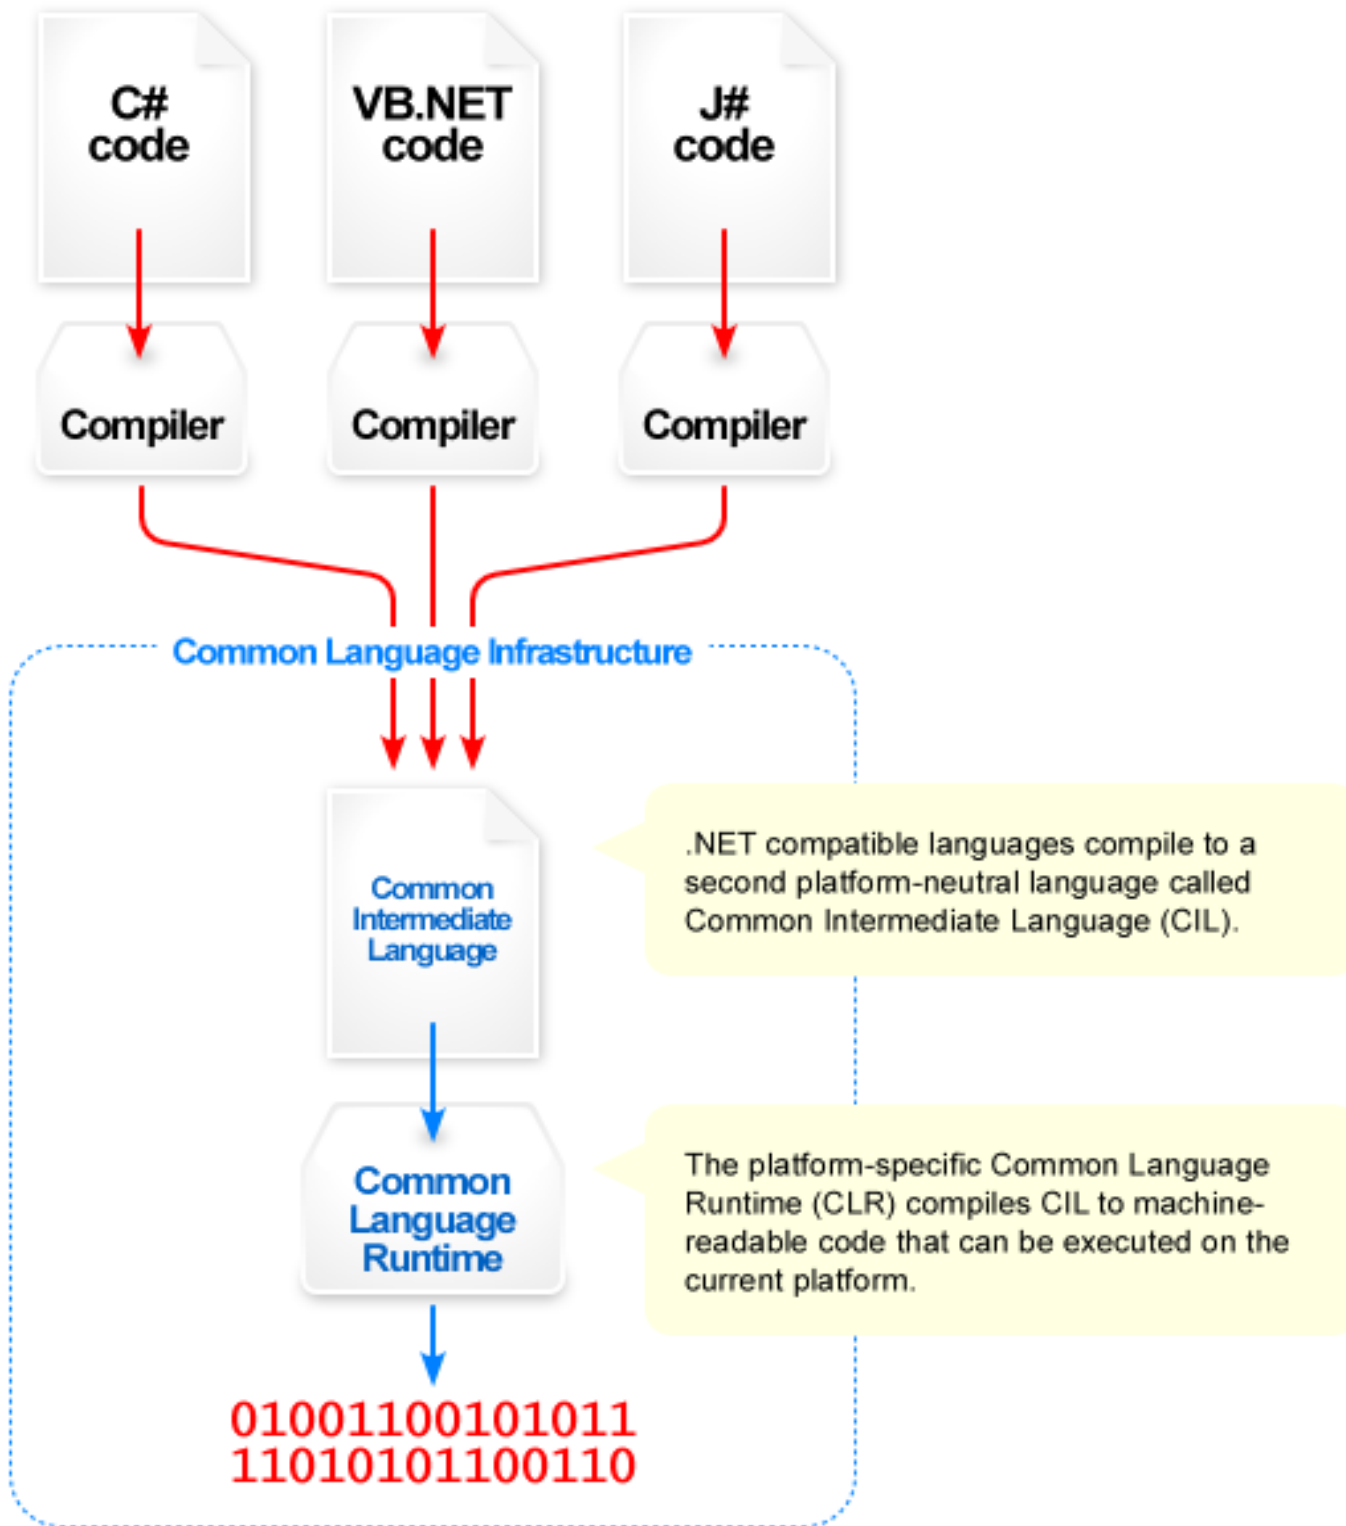 C#
code
VB.NET
code
J#
code
Compiler
Compiler
Compiler
Common Language Infrastructure
Common
Intermediate
Language
.NET compatible languages compile to a
second platform-neutral language called
Common Intermediate Language (CIL).
Common
Language
Runtime
The platform-specific Common Language
Runtime (CLR) compiles CIL to machine-
readable code that can be executed on the
current platform.
01001100101011
11010101100110